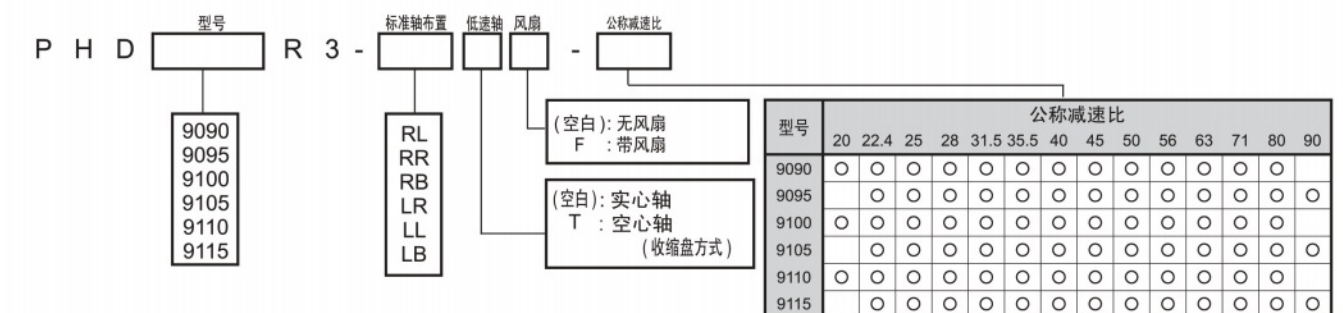 型号 标准轴布置 低速轴 风扇 公称减速比
P H D R 3 - -
9090
9095
9100
9105
9110
9115
RL
RR
RB
LR
LL
LB
(空白): 无风扇
F : 带风扇
(空白): 实心轴
T : 空心轴
(收缩盘方式)
型号 公称减速比
20 22.4 25 28 31.5 35.5 40 45 50 56 63 71 80 90
9090 ○ ○ ○ ○ ○ ○ ○ ○ ○ ○ ○ ○ ○
9095 ○ ○ ○ ○ ○ ○ ○ ○ ○ ○ ○ ○ ○
9100 ○ ○ ○ ○ ○ ○ ○ ○ ○ ○ ○ ○ ○
9105 ○ ○ ○ ○ ○ ○ ○ ○ ○ ○ ○ ○ ○
9110 ○ ○ ○ ○ ○ ○ ○ ○ ○ ○ ○ ○ ○
9115 ○ ○ ○ ○ ○ ○ ○ ○ ○ ○ ○ ○ ○